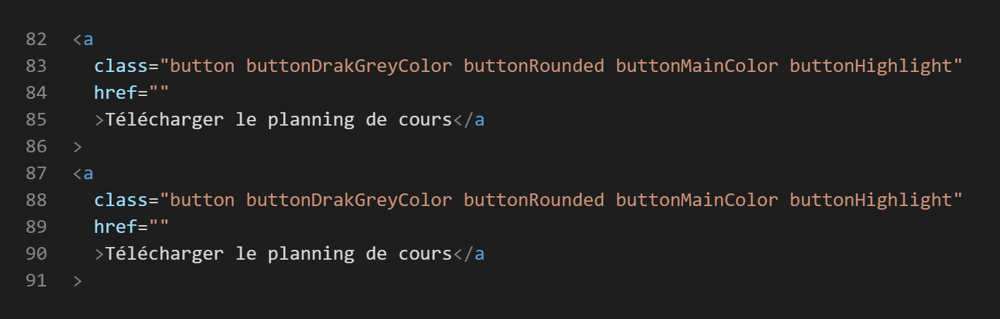 82 <a
83 class="button buttonDrakGreyColor buttonRounded buttonMainColor buttonHighlight"
84 href=""
85 >Télécharger le planning de cours</a
86 >
87 <a
88 class="button buttonDrakGreyColor buttonRounded buttonMainColor buttonHighlight"
89 href=""
90 >Télécharger le planning de cours</a
91 >